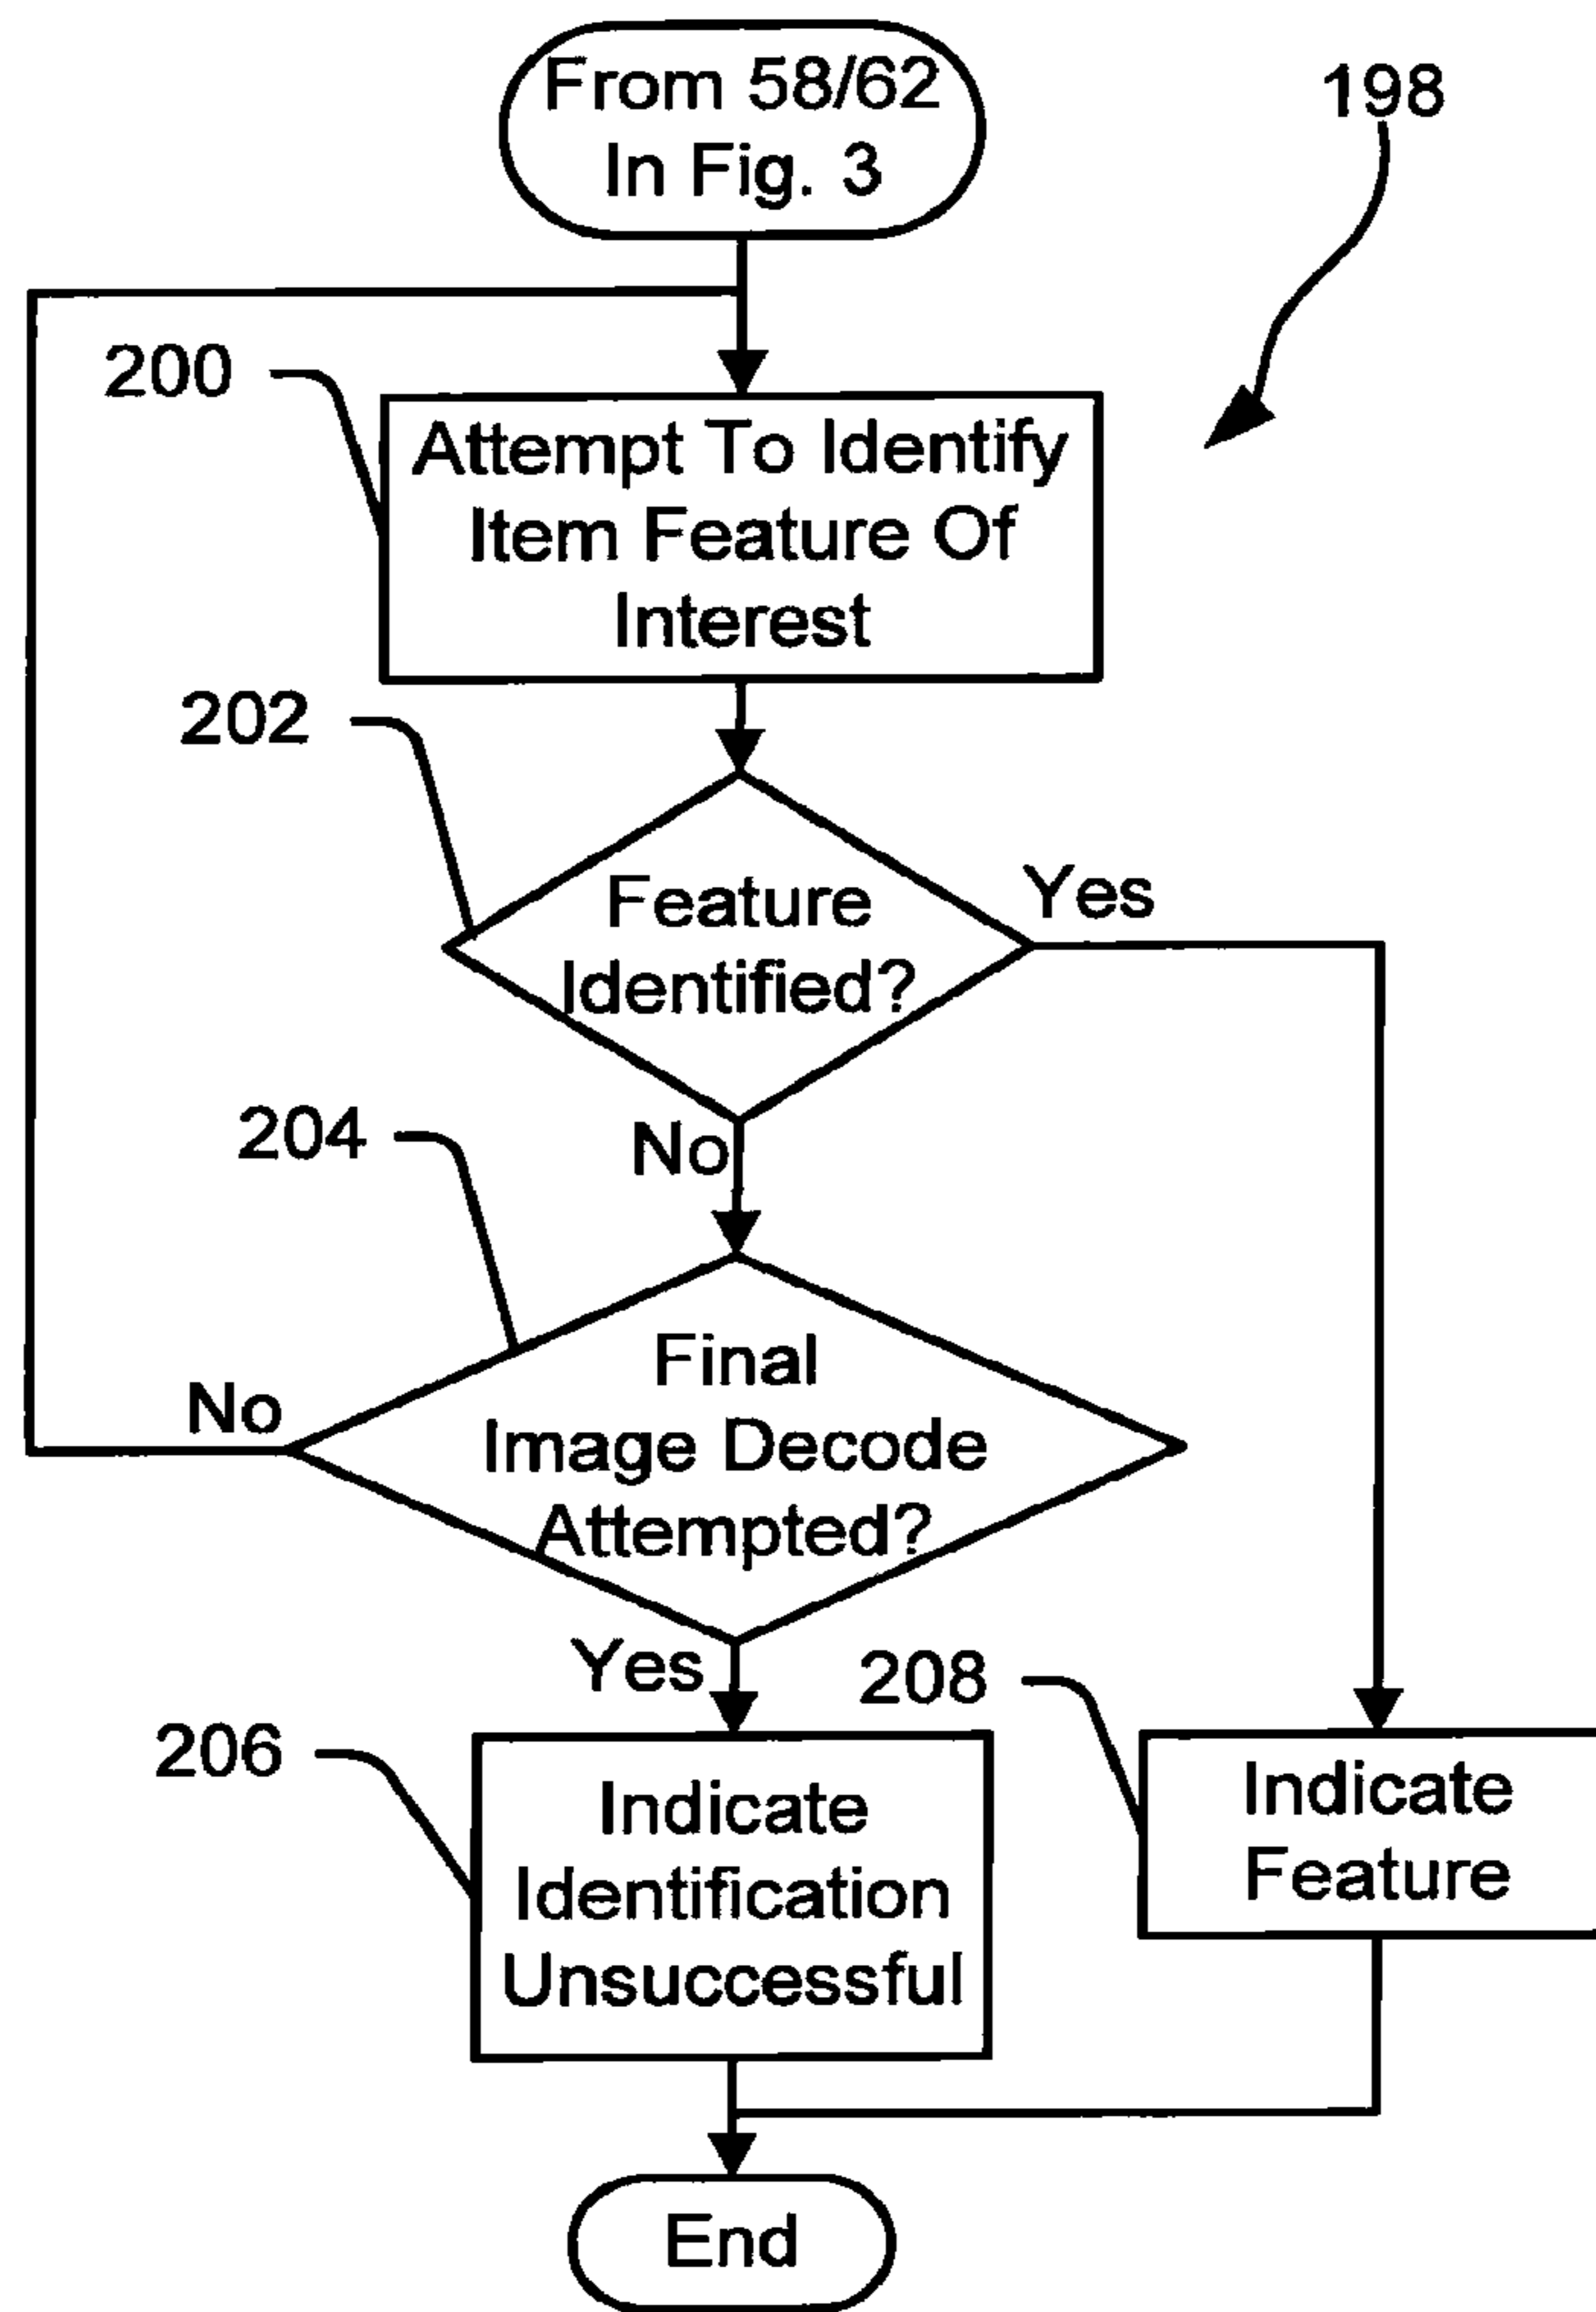 From 58/62
In Fig. 3
198
200
Attempt To Identify
Item Feature Of
Interest
202
Feature
Identified?
Yes
No
204
Final
Image Decode
Attempted?
No
Yes
206
Indicate
Identification
Unsuccessful
208
Indicate
Feature
End